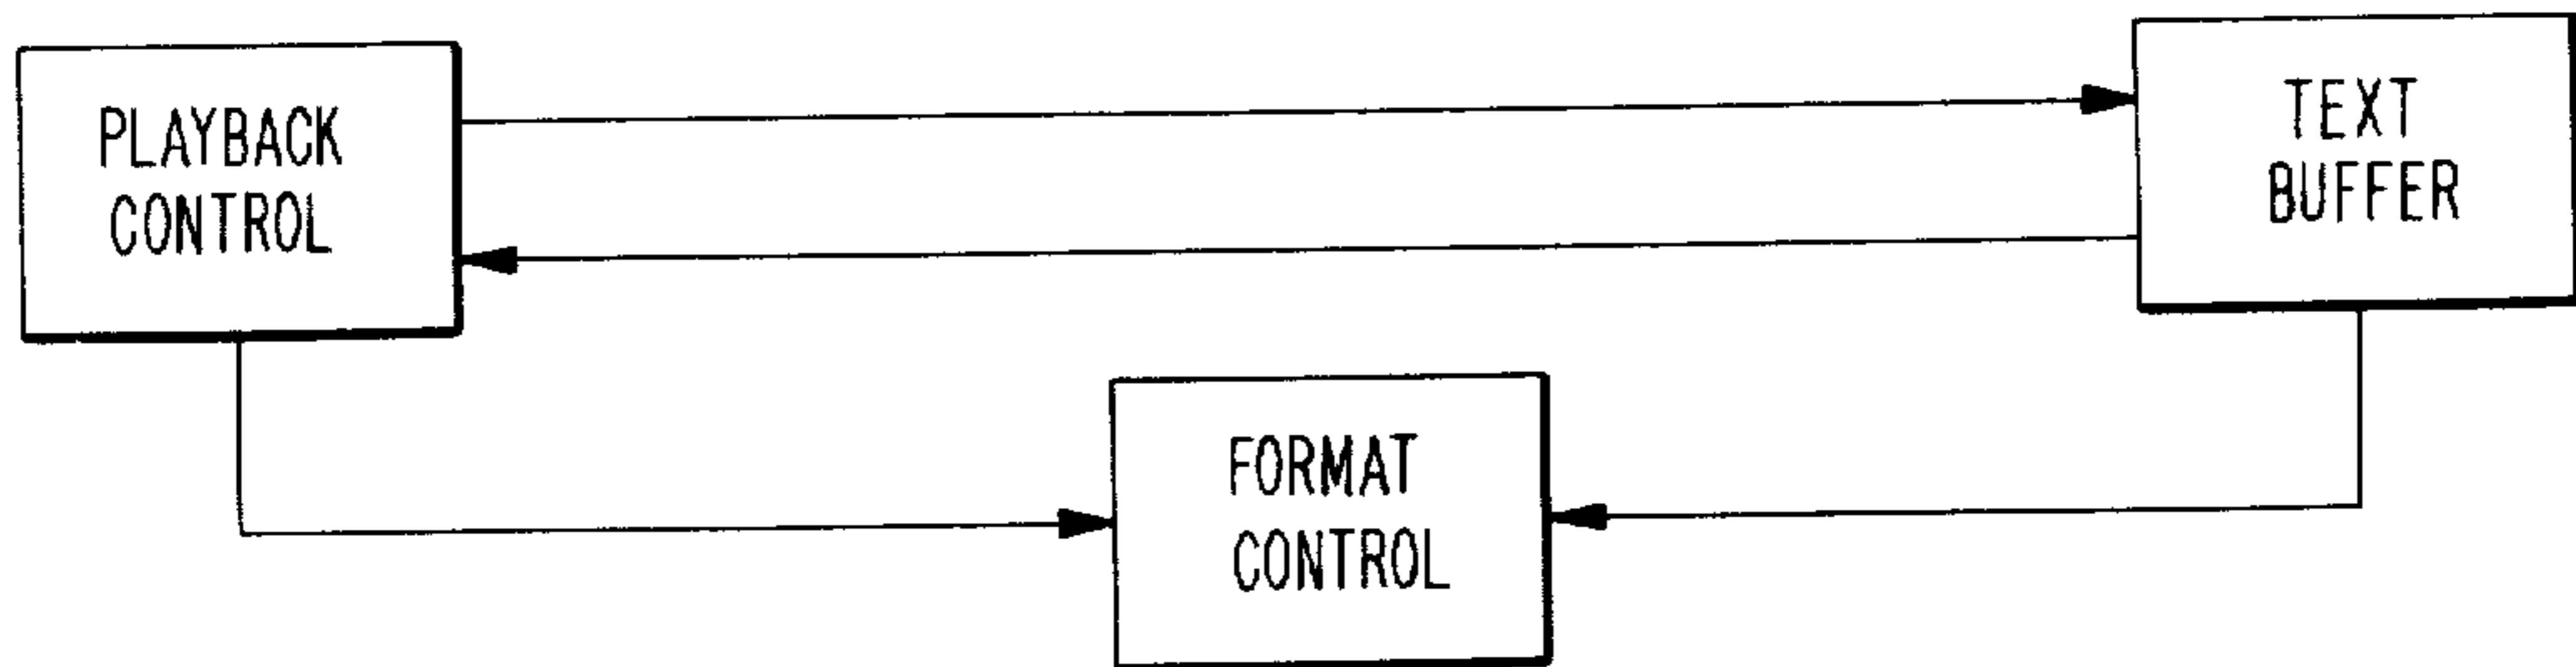 PLAYBACK
CONTROL
TEXT
BUFFER
FORMAT
CONTROL